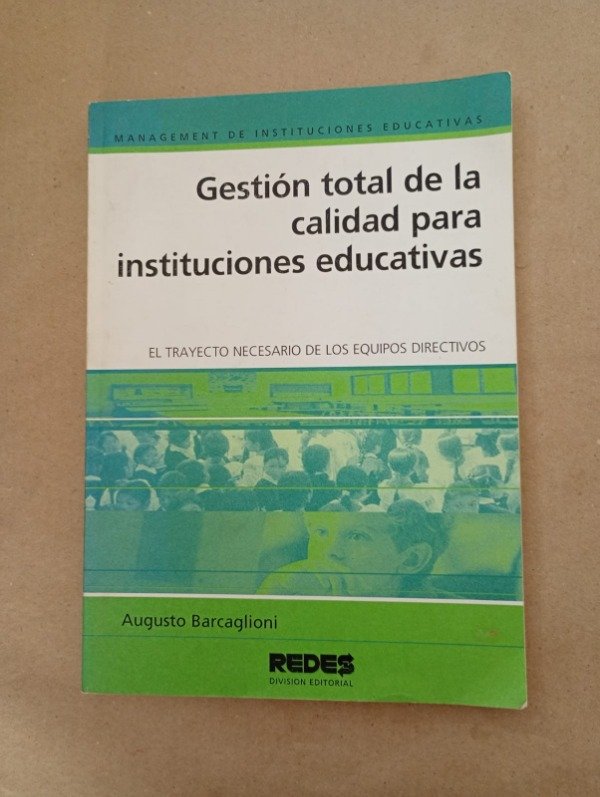 MANAGEMENT DE INSTITUCIONES EDUCATIVAS
Gestión total de la
calidad para
instituciones educativas
EL TRAYECTO NECESARIO DE LOS EQUIPOS DIRECTIVOS
Augusto Barcaglioni
REDES
DIVISION EDITORIAL